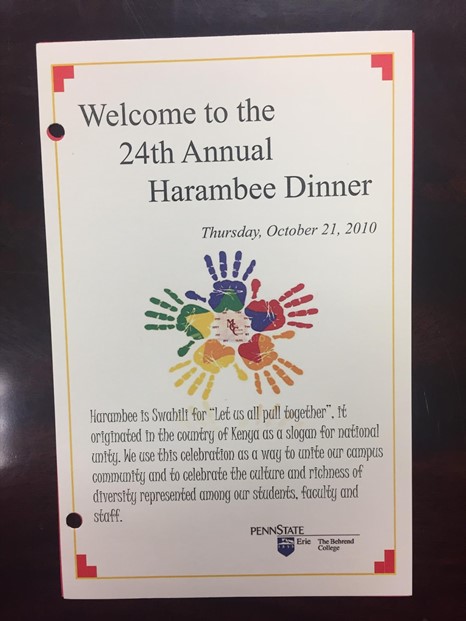 Welcome to the
24th Annual
Harambee Dinner
Thursday, October 21, 2010
MCC
Harambee is Swahili for "Let us all pull together", it
originated in the country of Kenya as a slogan for national
unity. We use this celebration as a way to unite our campus
community and to celebrate the culture and richness of
diversity represented among our students, faculty and
staff.
PENNSTATE
1855
Erie The Behrend
College